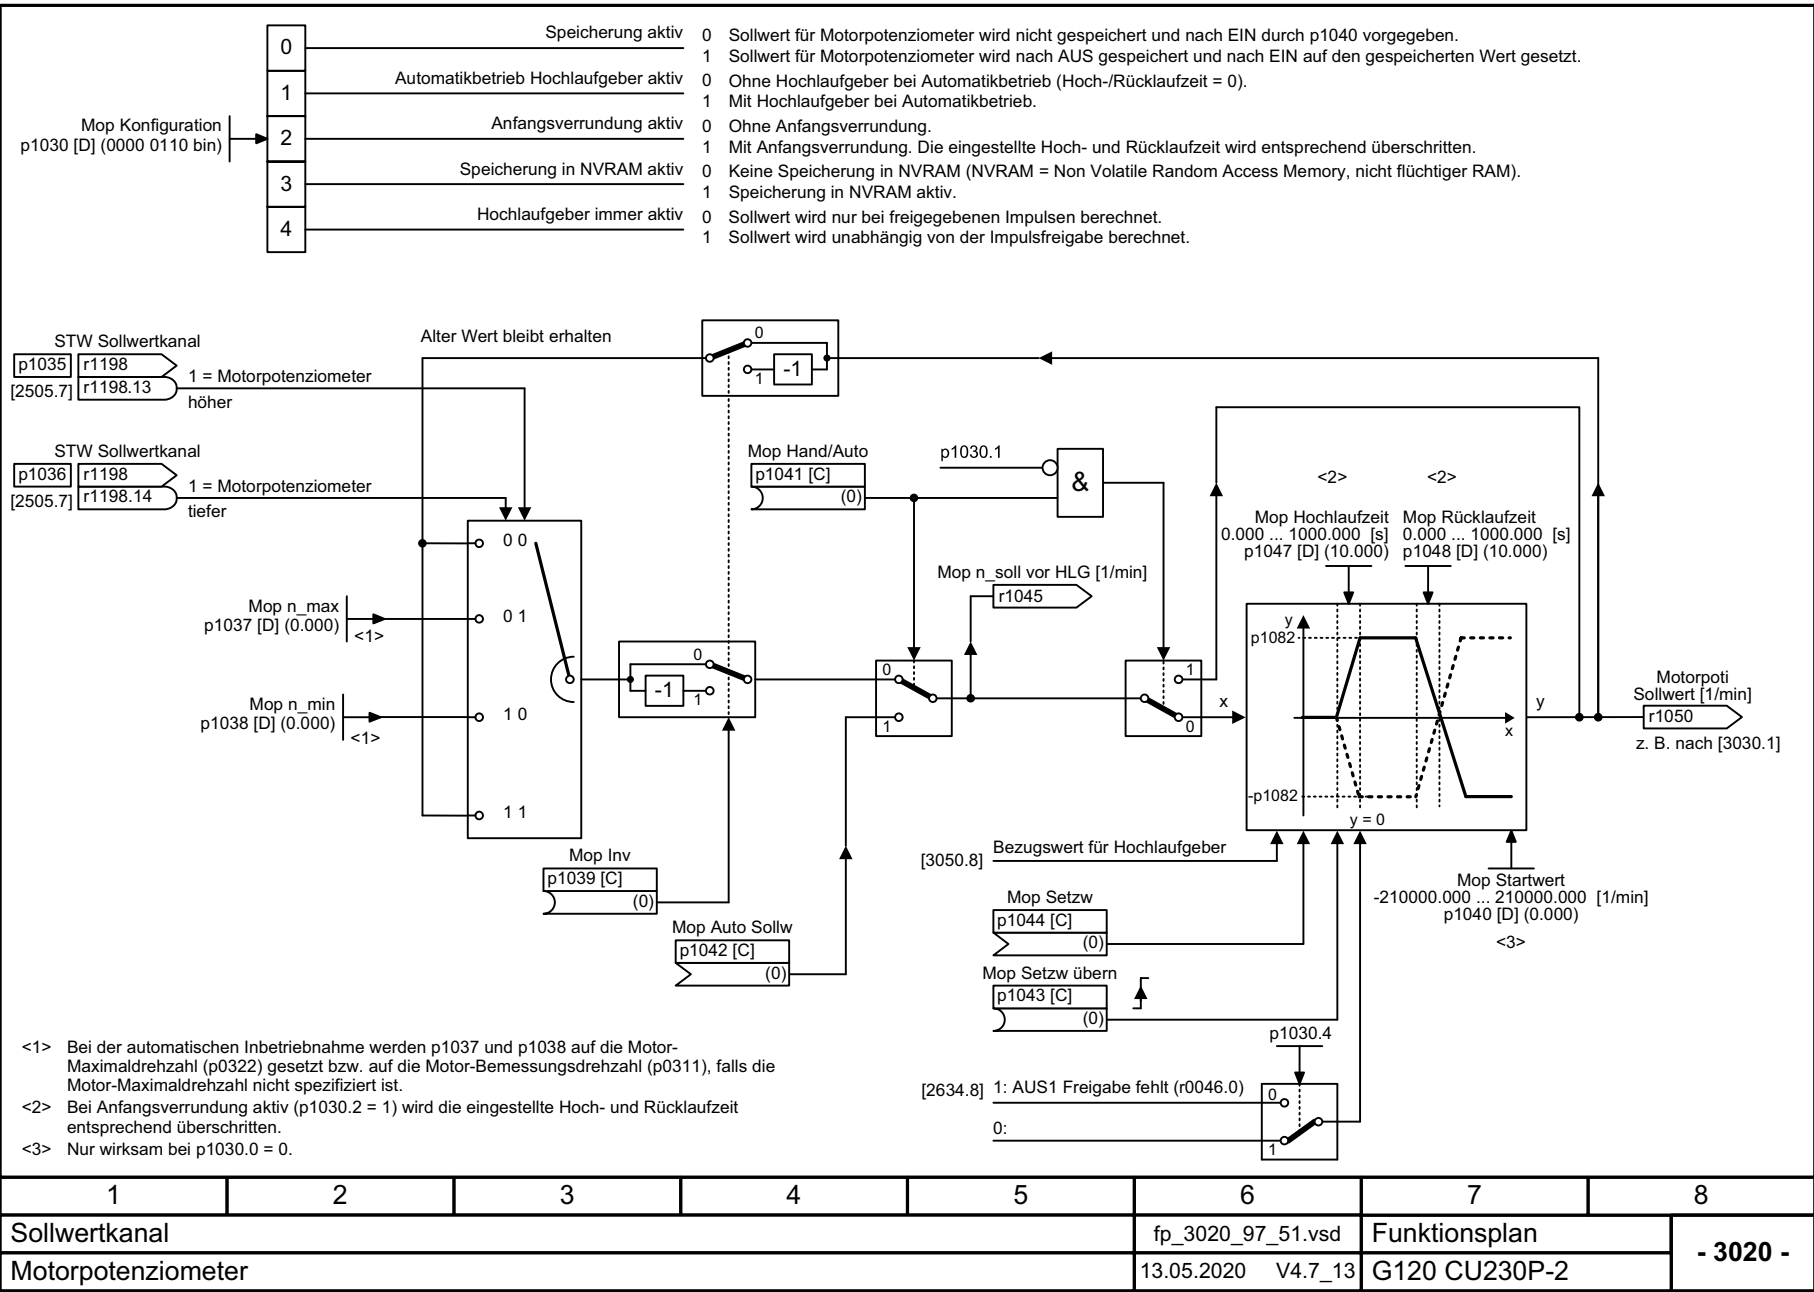 0
Speicherung aktiv
0 Sollwert für Motorpotenziometer wird nicht gespeichert und nach EIN durch p1040 vorgegeben.
1 Sollwert für Motorpotenziometer wird nach AUS gespeichert und nach EIN auf den gespeicherten Wert gesetzt.
1
Automatikbetrieb Hochlaufgeber aktiv
0 Ohne Hochlaufgeber bei Automatikbetrieb (Hoch-/Rücklaufzeit = 0).
1 Mit Hochlaufgeber bei Automatikbetrieb.
Mop Konfiguration
p1030 [D] (0000 0110 bin)
2
Anfangsverrundung aktiv
0 Ohne Anfangsverrundung.
1 Mit Anfangsverrundung. Die eingestellte Hoch- und Rücklaufzeit wird entsprechend überschritten.
3
Speicherung in NVRAM aktiv
0 Keine Speicherung in NVRAM (NVRAM = Non Volatile Random Access Memory, nicht flüchtiger RAM).
1 Speicherung in NVRAM aktiv.
4
Hochlaufgeber immer aktiv
0 Sollwert wird nur bei freigegebenen Impulsen berechnet.
1 Sollwert wird unabhängig von der Impulsfreigabe berechnet.
STW Sollwertkanal
p1035 r1198
[2505.7] r1198.13
1 = Motorpotenziometer
höher
Alter Wert bleibt erhalten
0
1
-1
STW Sollwertkanal
p1036 r1198
[2505.7] r1198.14
1 = Motorpotenziometer
tiefer
Mop Hand/Auto
p1041 [C]
(0)
p1030.1
&
<2>
<2>
Mop Hochlaufzeit
0.000 ... 1000.000 [s]
p1047 [D] (10.000)
Mop Rücklaufzeit
0.000 ... 1000.000 [s]
p1048 [D] (10.000)
0 0
0 1
1 0
1 1
Mop n_max
p1037 [D] (0.000)
<1>
Mop n_min
p1038 [D] (0.000)
<1>
0
-1
1
Mop n_soll vor HLG [1/min]
r1045
0
1
1
0
x
y
p1082
x
-p1082
y = 0
y
Motorpoti
Sollwert [1/min]
r1050
z. B. nach [3030.1]
Mop Inv
p1039 [C]
(0)
Mop Auto Sollw
p1042 [C]
(0)
[3050.8] Bezugswert für Hochlaufgeber
Mop Setzw
p1044 [C]
(0)
Mop Setzw übern
p1043 [C]
(0)
Mop Startwert
-210000.000 ... 210000.000 [1/min]
p1040 [D] (0.000)
<3>
p1030.4
[2634.8] 1: AUS1 Freigabe fehlt (r0046.0)
0:
0
1
<1> Bei der automatischen Inbetriebnahme werden p1037 und p1038 auf die Motor-
Maximaldrehzahl (p0322) gesetzt bzw. auf die Motor-Bemessungsdrehzahl (p0311), falls die
Motor-Maximaldrehzahl nicht spezifiziert ist.
<2> Bei Anfangsverrundung aktiv (p1030.2 = 1) wird die eingestellte Hoch- und Rücklaufzeit
entsprechend überschritten.
<3> Nur wirksam bei p1030.0 = 0.
1 2 3 4 5 6 7 8
Sollwertkanal
fp_3020_97_51.vsd
Funktionsplan
- 3020 -
Motorpotenziometer
13.05.2020 V4.7_13
G120 CU230P-2